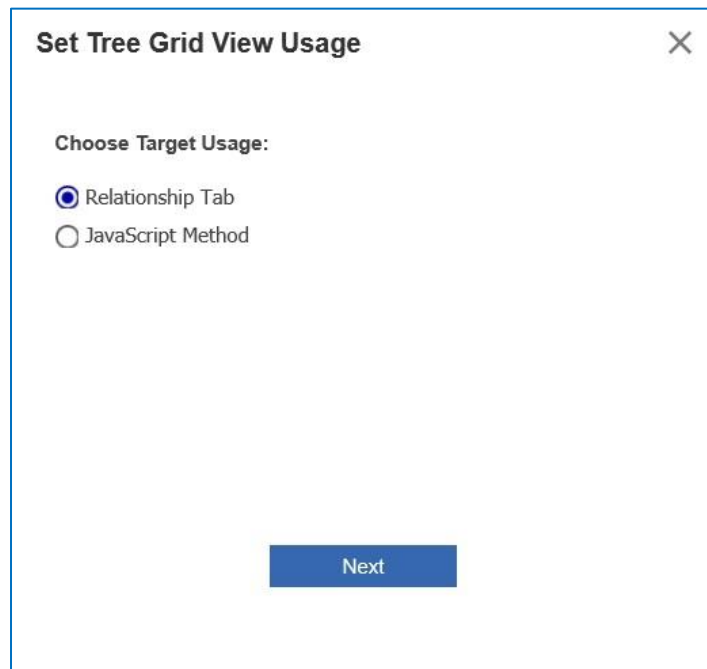 Set Tree Grid View Usage
Choose Target Usage:
Relationship Tab
JavaScript Method
Next